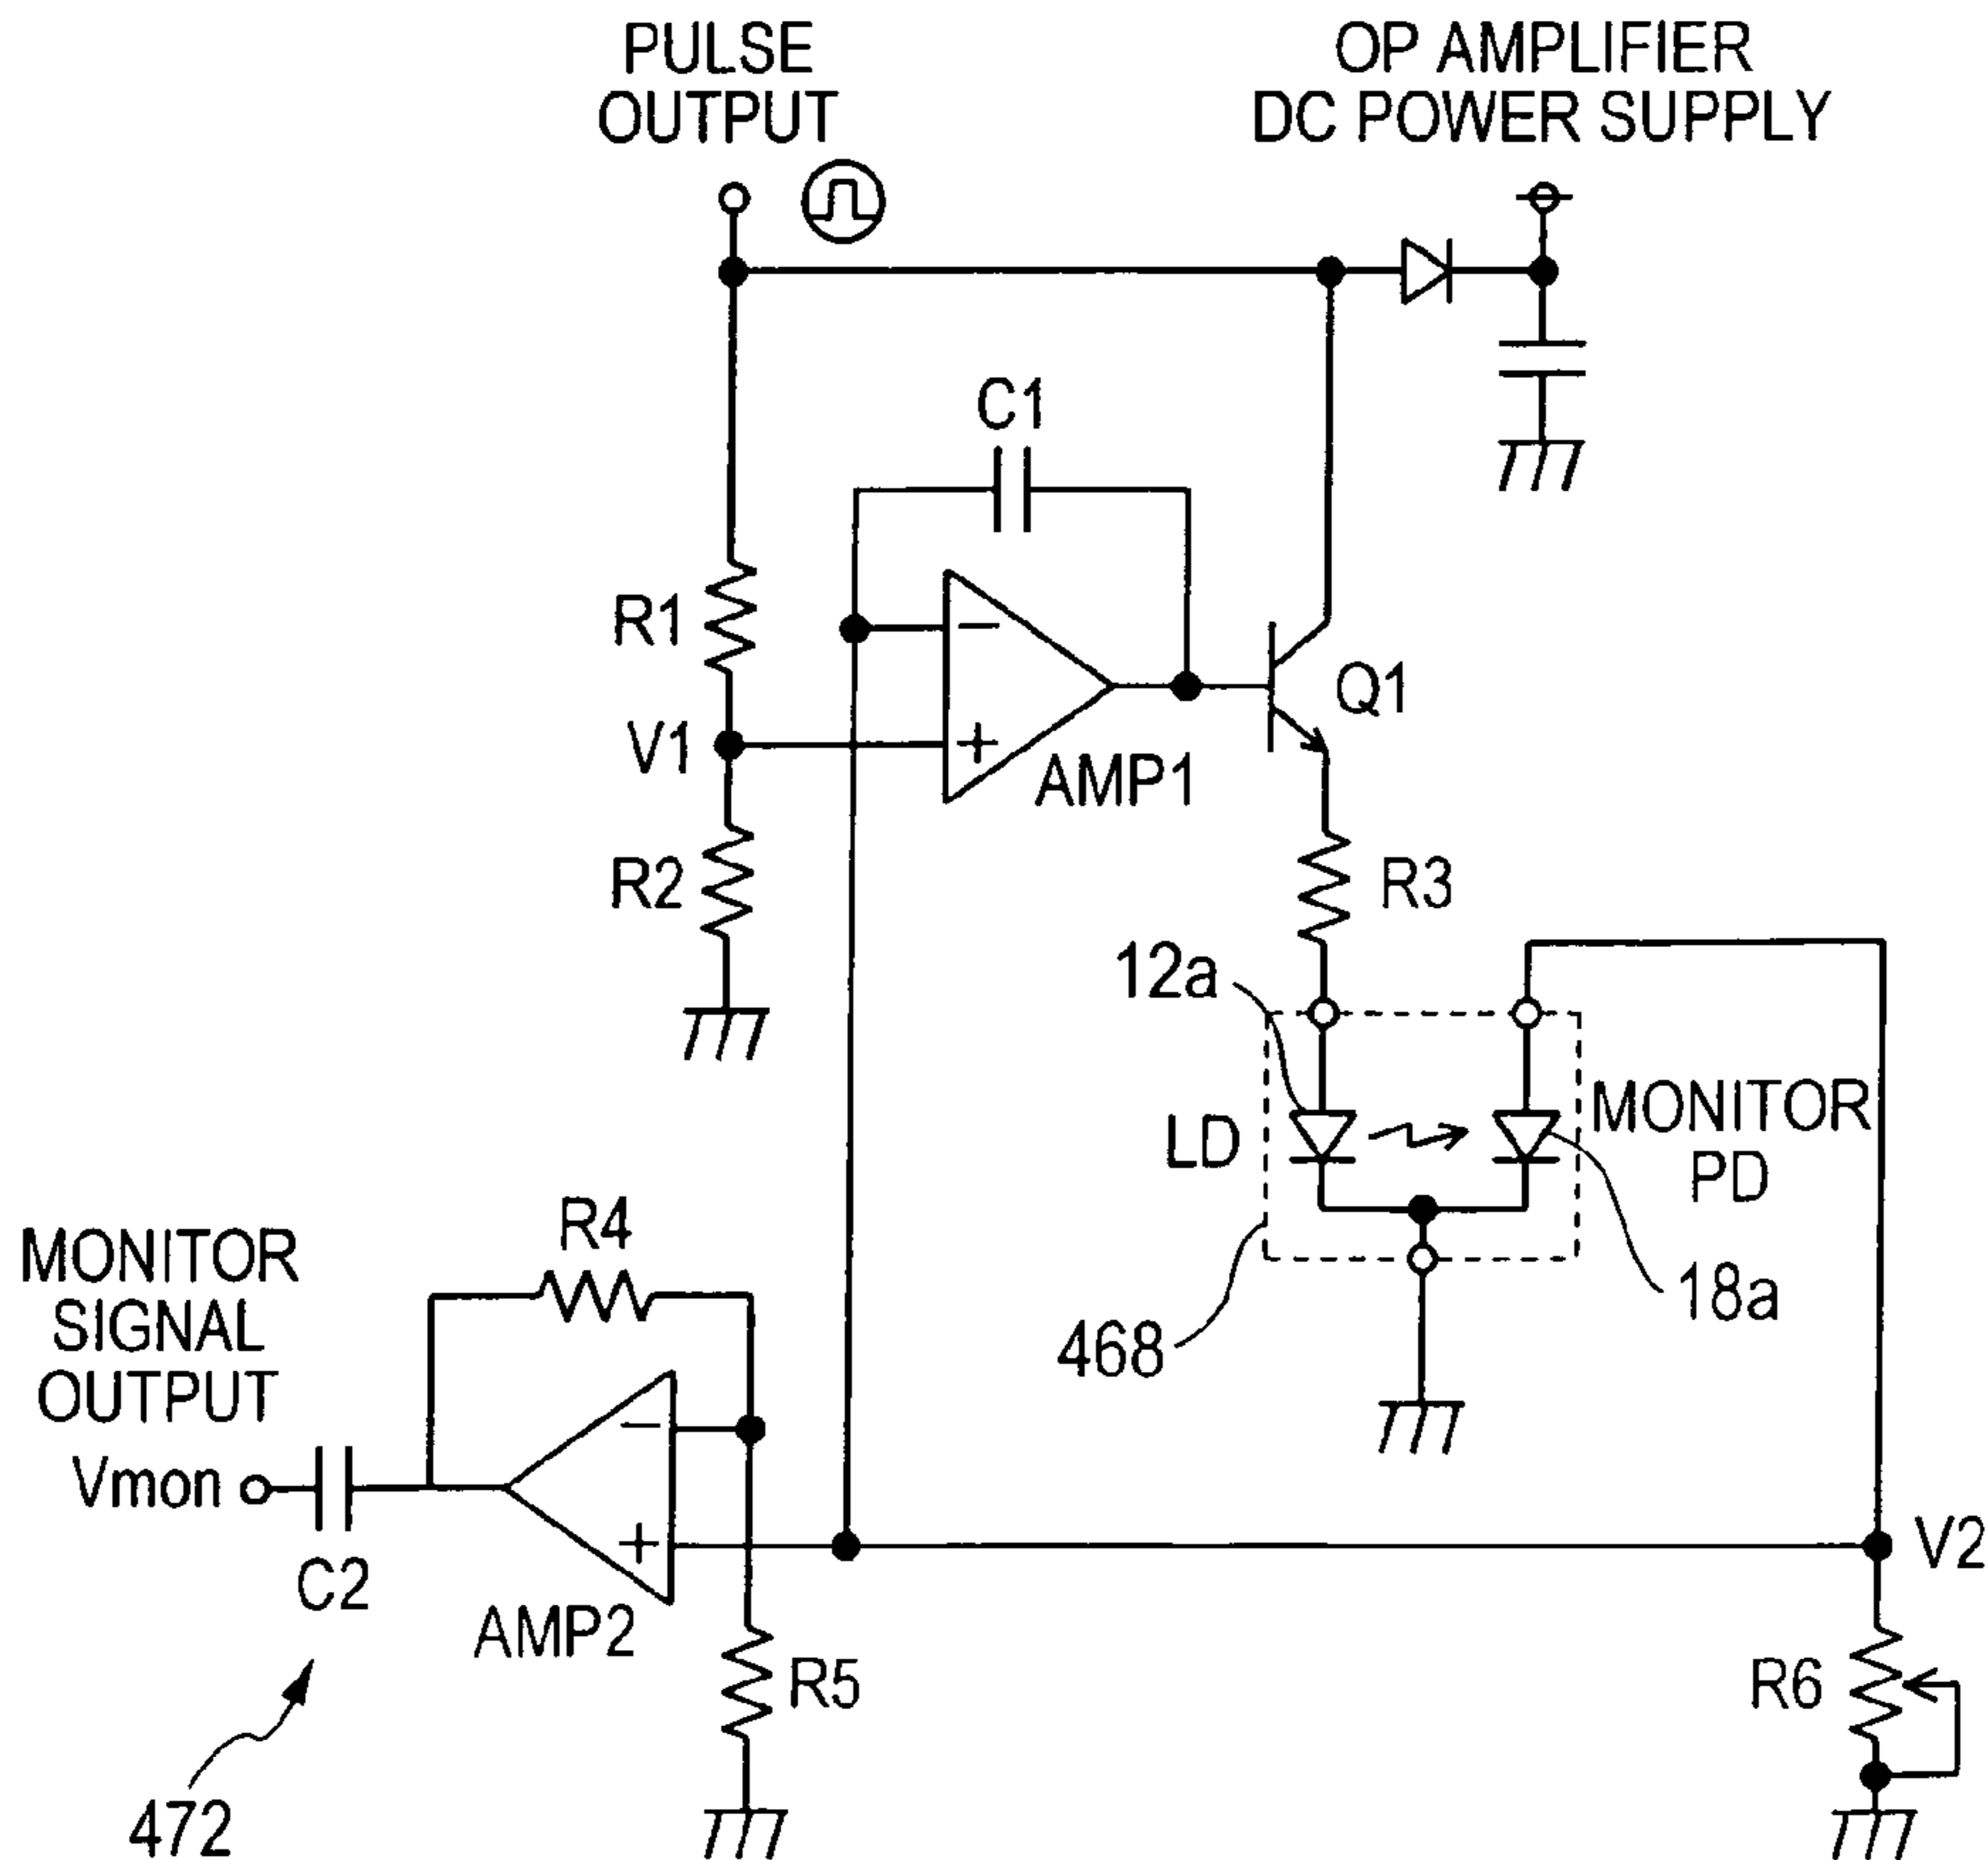 PULSE
OUTPUT
OP AMPLIFIER
DC POWER SUPPLY
C1
R1
−
Q1
V1
+
AMP1
R2
R3
12a
LD
MONITOR
PD
R4
MONITOR
SIGNAL
OUTPUT
18a
468
−
Vmon
+
V2
C2
AMP2
R5
R6
472